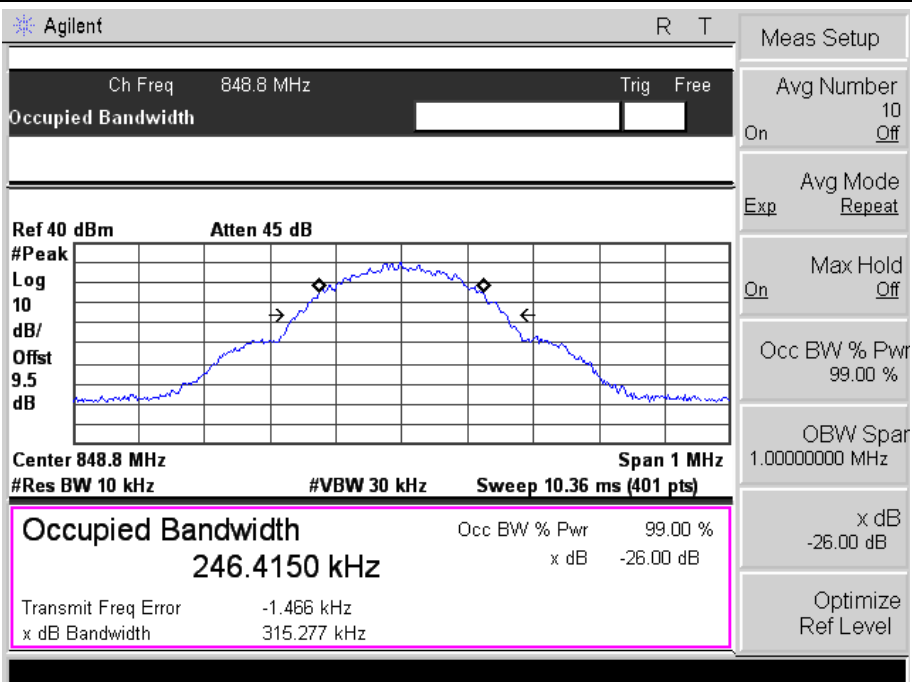 Agilent R T
Ch Freq 848.8 MHz Trig Free
Occupied Bandwidth
Ref 40 dBm Atten 45 dB
#Peak
Log
10
dB/
Offst
9.5
dB
Center 848.8 MHz Span 1 MHz
#Res BW 10 kHz #VBW 30 kHz Sweep 10.36 ms (401 pts)
Occupied Bandwidth
246.4150 kHz
Occ BW % Pwr 99.00 %
x dB -26.00 dB
Transmit Freq Error -1.466 kHz
x dB Bandwidth 315.277 kHz
Meas Setup
Avg Number
10
On Off
Avg Mode
Exp Repeat
Max Hold
On Off
Occ BW % Pwr
99.00 %
OBW Span
1.00000000 MHz
x dB
-26.00 dB
Optimize
Ref Level